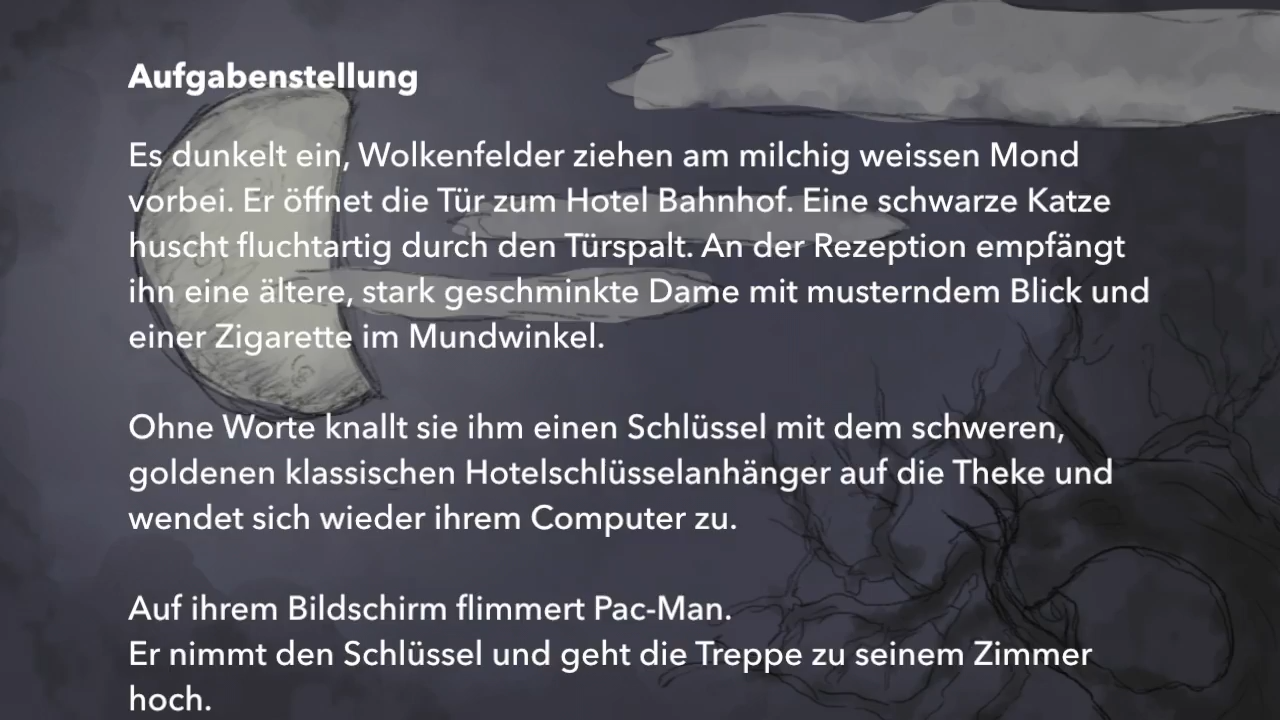 Aufgabenstellung
Es dunkelt ein, Wolkenfelder ziehen am milchig weissen Mond
vorbei. Er öffnet die Tür zum Hotel Bahnhof. Eine schwarze Katze
huscht fluchtartig durch den Türspalt. An der Rezeption empfängt
ihn eine ältere, stark geschminkte Dame mit musterndem Blick und
einer Zigarette im Mundwinkel.
Ohne Worte knallt sie ihm einen Schlüssel mit dem schweren,
goldenen klassischen Hotelschlüsselanhänger auf die Theke und
wendet sich wieder ihrem Computer zu.
Auf ihrem Bildschirm flimmert Pac-Man.
Er nimmt den Schlüssel und geht die Treppe zu seinem Zimmer
hoch.